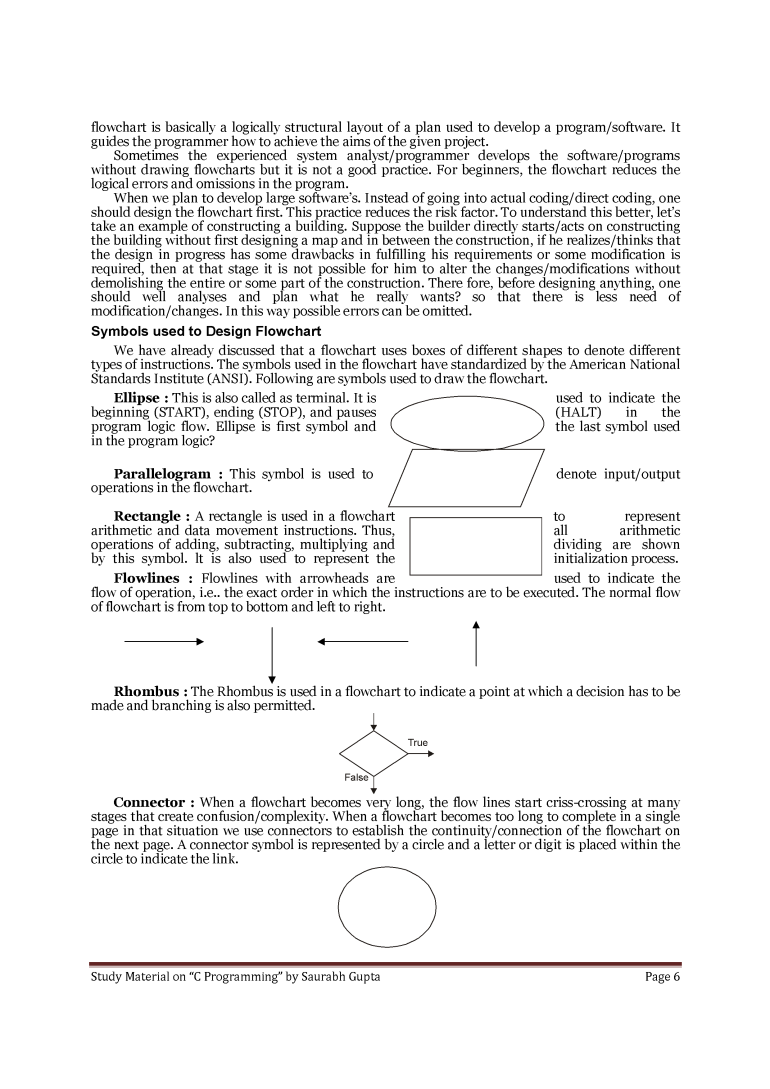 flowchart is basically a logically structural layout of a plan used to develop a program/software. It
guides the programmer how to achieve the aims of the given project.
Sometimes the experienced system analyst/programmer develops the software/programs
without drawing flowcharts but it is not a good practice. For beginners, the flowchart reduces the
logical errors and omissions in the program.
When we plan to develop large software's. Instead of going into actual coding/direct coding, one
should design the flowchart first. This practice reduces the risk factor. To understand this better, let's
take an example of constructing a building. Suppose the builder directly starts/acts on constructing
the building without first designing a map and in between the construction, if he realizes/thinks that
the design in progress has some drawbacks in fulfilling his requirements or some modification is
required, then at that stage it is not possible for him to alter the changes/modifications without
demolishing the entire or some part of the construction. There fore, before designing anything, one
should well analyses and plan what he really wants? so that there is less need of
modification/changes. In this way possible errors can be omitted.
Symbols used to Design Flowchart
We have already discussed that a flowchart uses boxes of different shapes to denote different
types of instructions. The symbols used in the flowchart have standardized by the American National
Standards Institute (ANSI). Following are symbols used to draw the flowchart.
Ellipse : This is also called as terminal. It is used to indicate the
beginning (START), ending (STOP), and pauses (HALT) in the
program logic flow. Ellipse is first symbol and the last symbol used
in the program logic?
Parallelogram : This symbol is used to denote input/output
operations in the flowchart.
Rectangle : A rectangle is used in a flowchart to represent
arithmetic and data movement instructions. Thus, all arithmetic
operations of adding, subtracting, multiplying and dividing are shown
by this symbol. It is also used to represent the initialization process.
Flowlines : Flowlines with arrowheads are used to indicate the
flow of operation, i.e.. the exact order in which the instructions are to be executed. The normal flow
of flowchart is from top to bottom and left to right.
Rhombus : The Rhombus is used in a flowchart to indicate a point at which a decision has to be
made and branching is also permitted.
True
False
Connector : When a flowchart becomes very long, the flow lines start criss-crossing at many
stages that create confusion/complexity. When a flowchart becomes too long to complete in a single
page in that situation we use connectors to establish the continuity/connection of the flowchart on
the next page. A connector symbol is represented by a circle and a letter or digit is placed within the
circle to indicate the link.
Study Material on "C Programming" by Saurabh Gupta Page 6